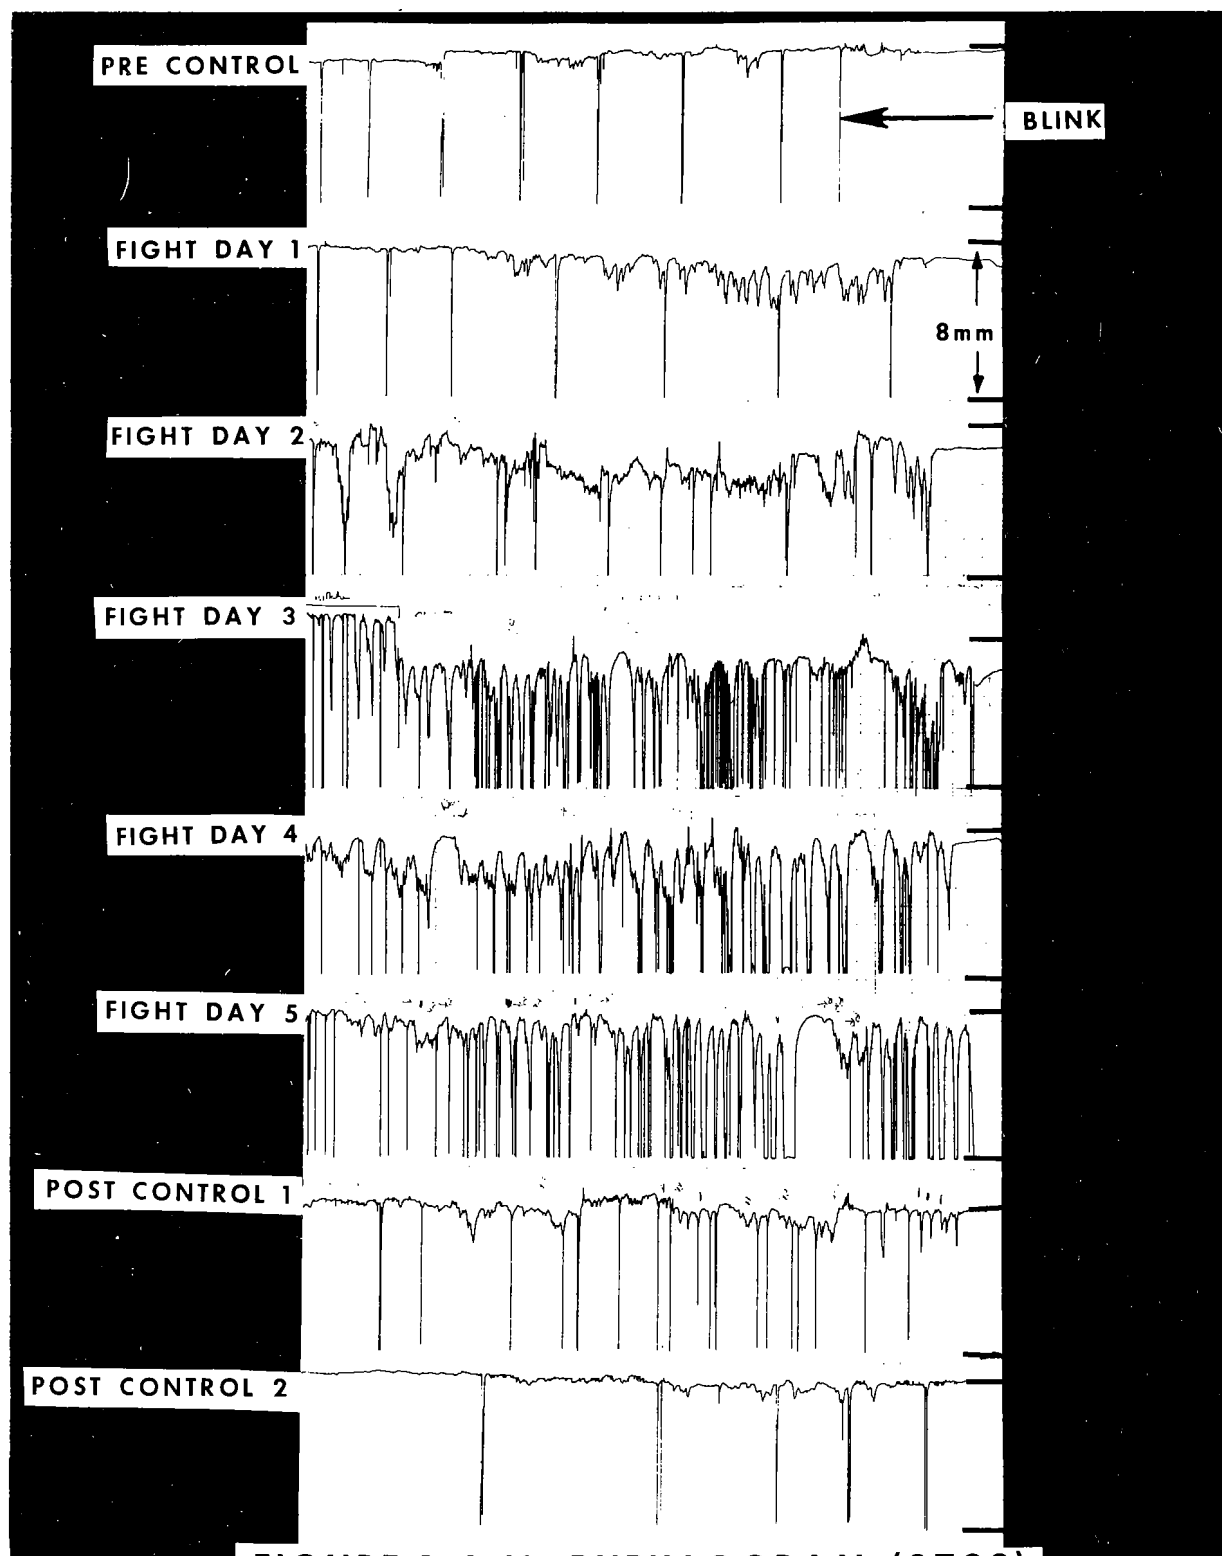 PRE CONTROL
BLINK
FIGHT DAY 1
8mm
FIGHT DAY 2
FIGHT DAY 3
FIGHT DAY 4
FIGHT DAY 5
POST CONTROL 1
POST CONTROL 2